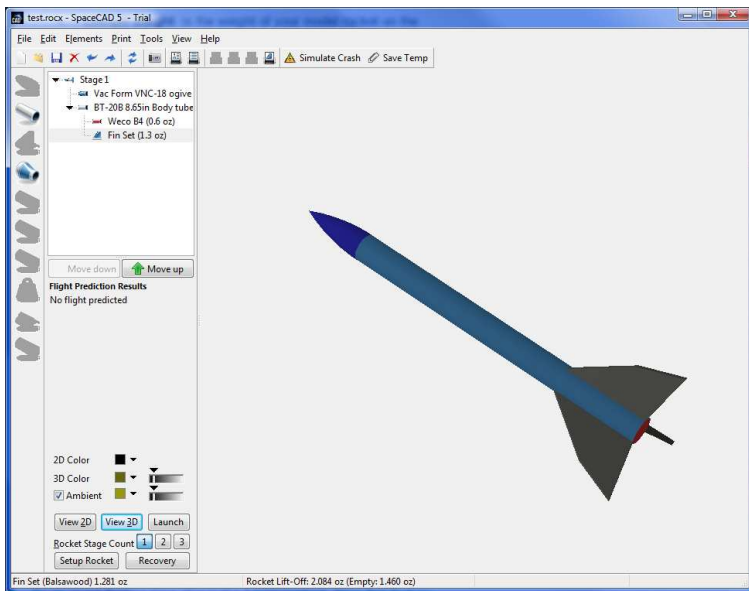 test.rocx - SpaceCAD 5 - Trial
File Edit Elements Print Tools View Help
Simulate Crash Save Temp
Stage 1
Vac Form VNC-18 ogive
BT-20B 8.65in Body tube
Weco B4 (0.6 oz)
Fin Set (1.3 oz)
Move down Move up
Flight Prediction Results
No flight predicted
2D Color
3D Color
Ambient
View 2D View 3D Launch
Rocket Stage Count 1 2 3
Setup Rocket Recovery
Fin Set (Balsawood) 1.281 oz Rocket Lift-Off: 2.084 oz (Empty: 1.460 oz)